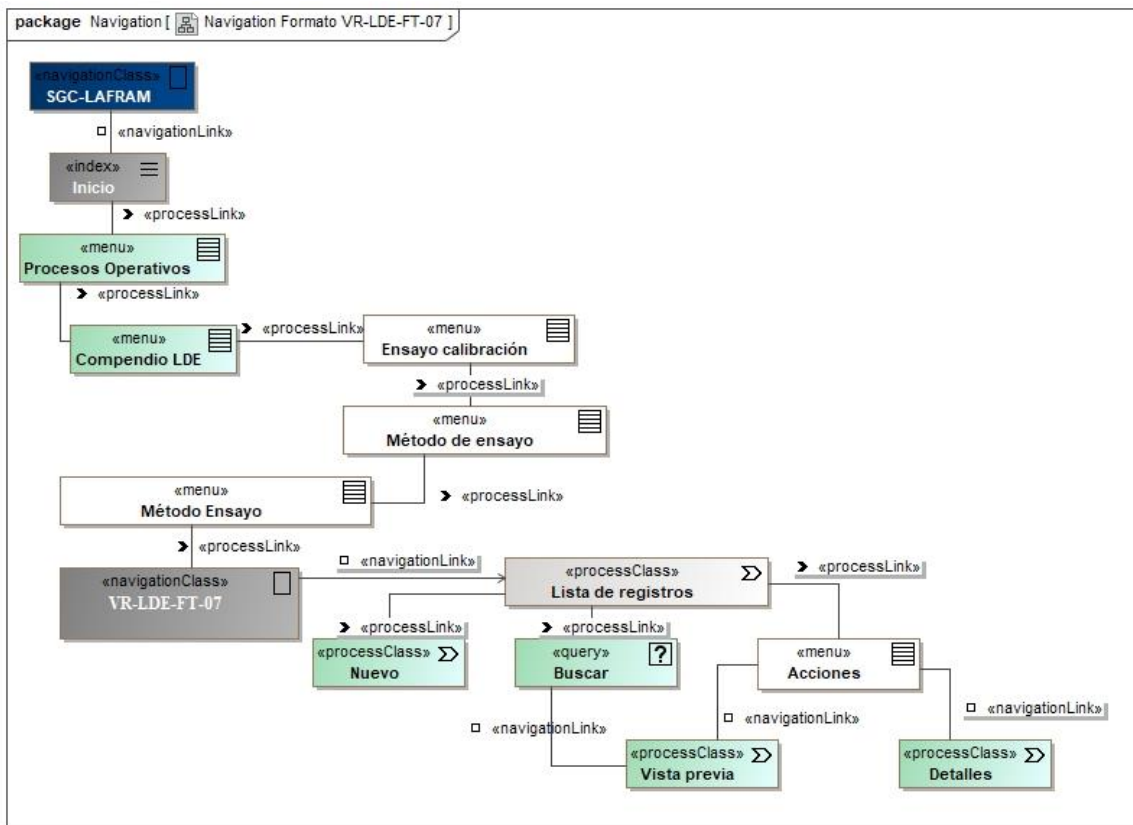 package Navigation [ Navigation Formato VR-LDE-FT-07 ]
«navigationClass»
SGC-LAFRAM
«navigationLink»
«index»
Inicio
«processLink»
«menu»
Procesos Operativos
«processLink»
«menu»
Compendio LDE
«processLink»
«menu»
Ensayo calibración
«processLink»
«menu»
Método de ensayo
«processLink»
«menu»
Método Ensayo
«processLink»
«navigationClass»
VR-LDE-FT-07
«navigationLink»
«processClass»
Lista de registros
«processLink»
«processLink»
«processLink»
«processClass»
Nuevo
«query»
?
Buscar
«menu»
Acciones
«navigationLink»
«navigationLink»
«navigationLink»
«processClass»
Vista previa
«processClass»
Detalles